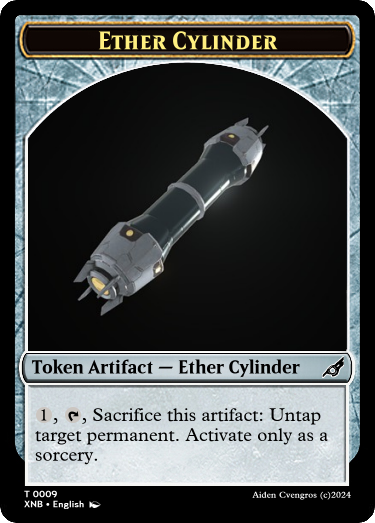 Ether Cylinder
Token Artifact — Ether Cylinder
1, , Sacrifice this artifact: Untap
target permanent. Activate only as a
sorcery.
T 0009
XNB • English
Aiden Cvengros (c)2024